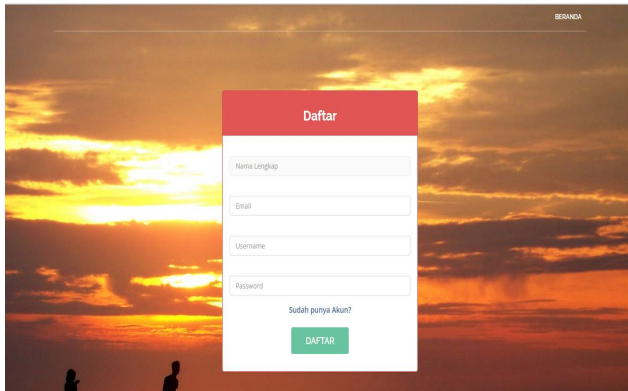 BERANDA
Daftar
Nama Lengkap
Email
Username
Password
Sudah punya Akun?
DAFTAR